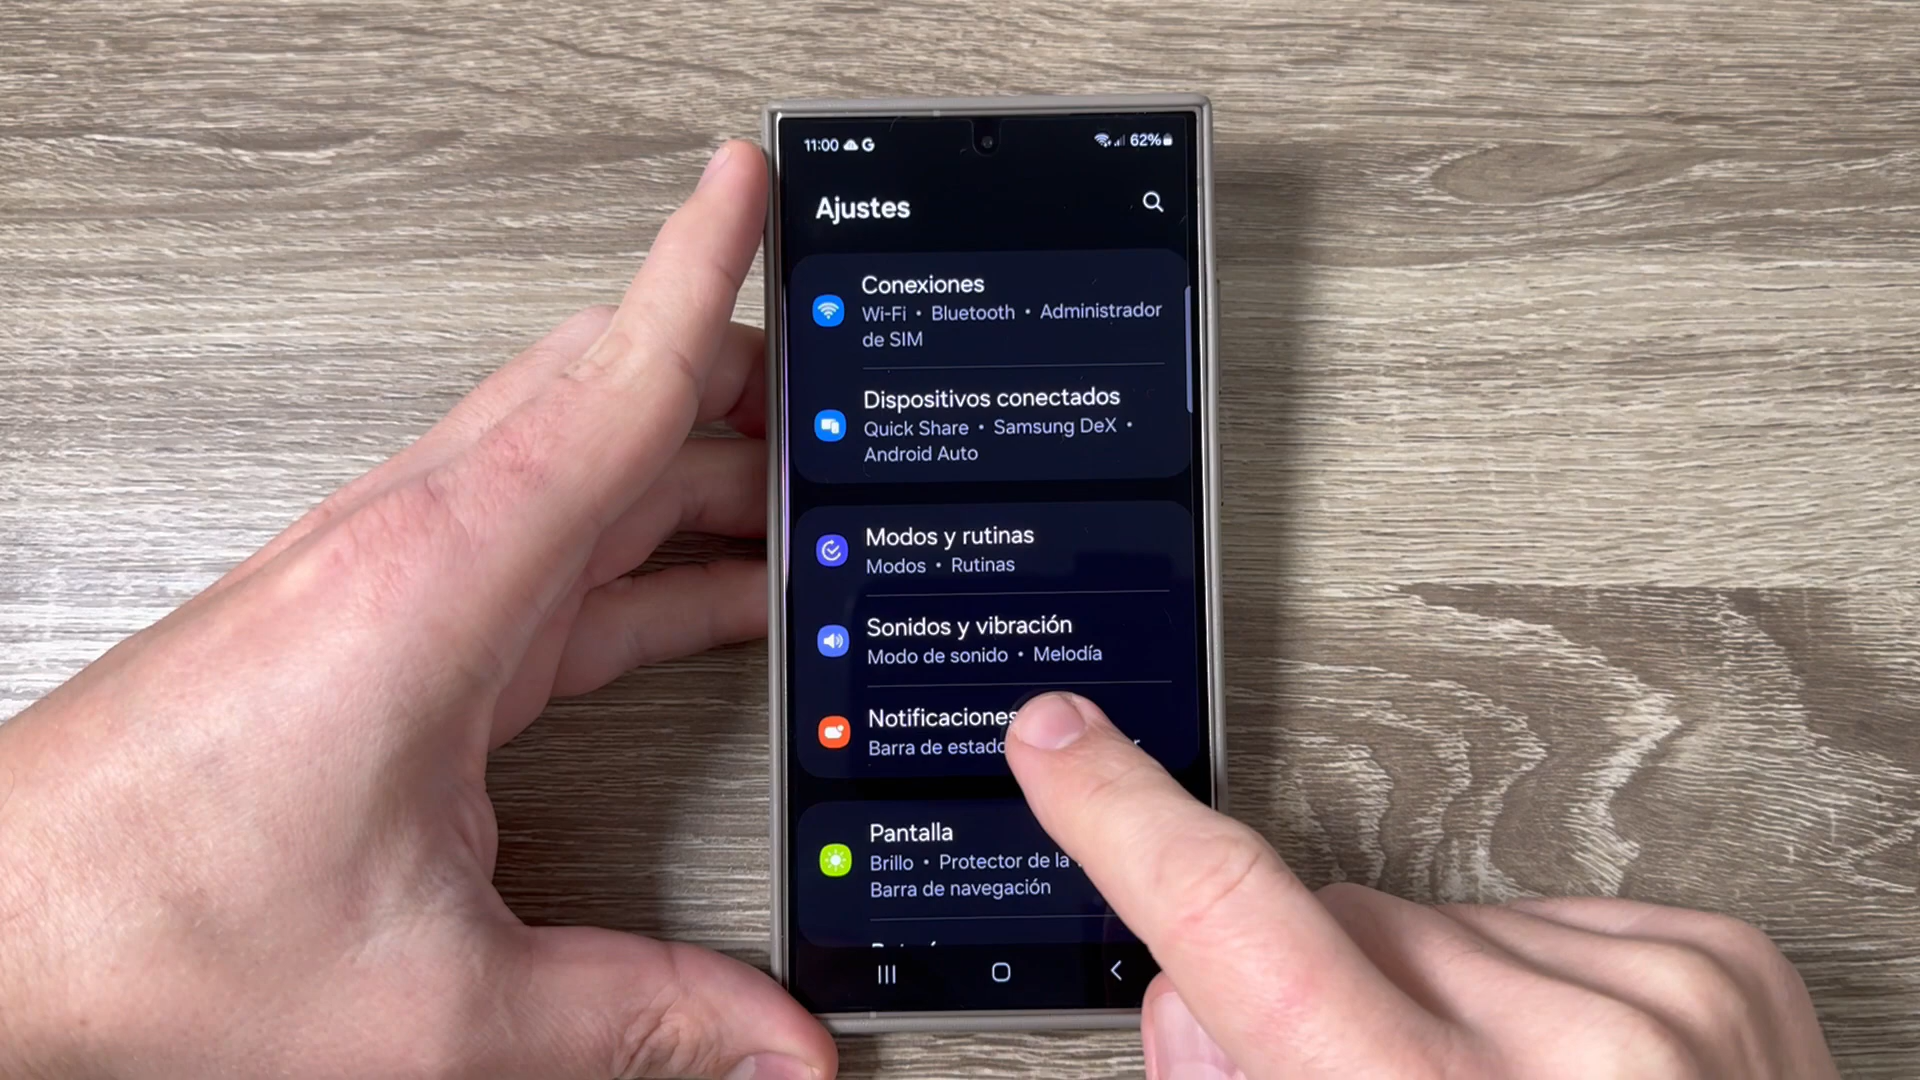 11:00 G 62%
Ajustes
Conexiones
Wi-Fi • Bluetooth • Administrador
de SIM
Dispositivos conectados
Quick Share • Samsung DeX •
Android Auto
Modos y rutinas
Modos • Rutinas
Sonidos y vibración
Modo de sonido • Melodía
Notificaciones
Barra de estado
Pantalla
Brillo • Protector de la
Barra de navegación